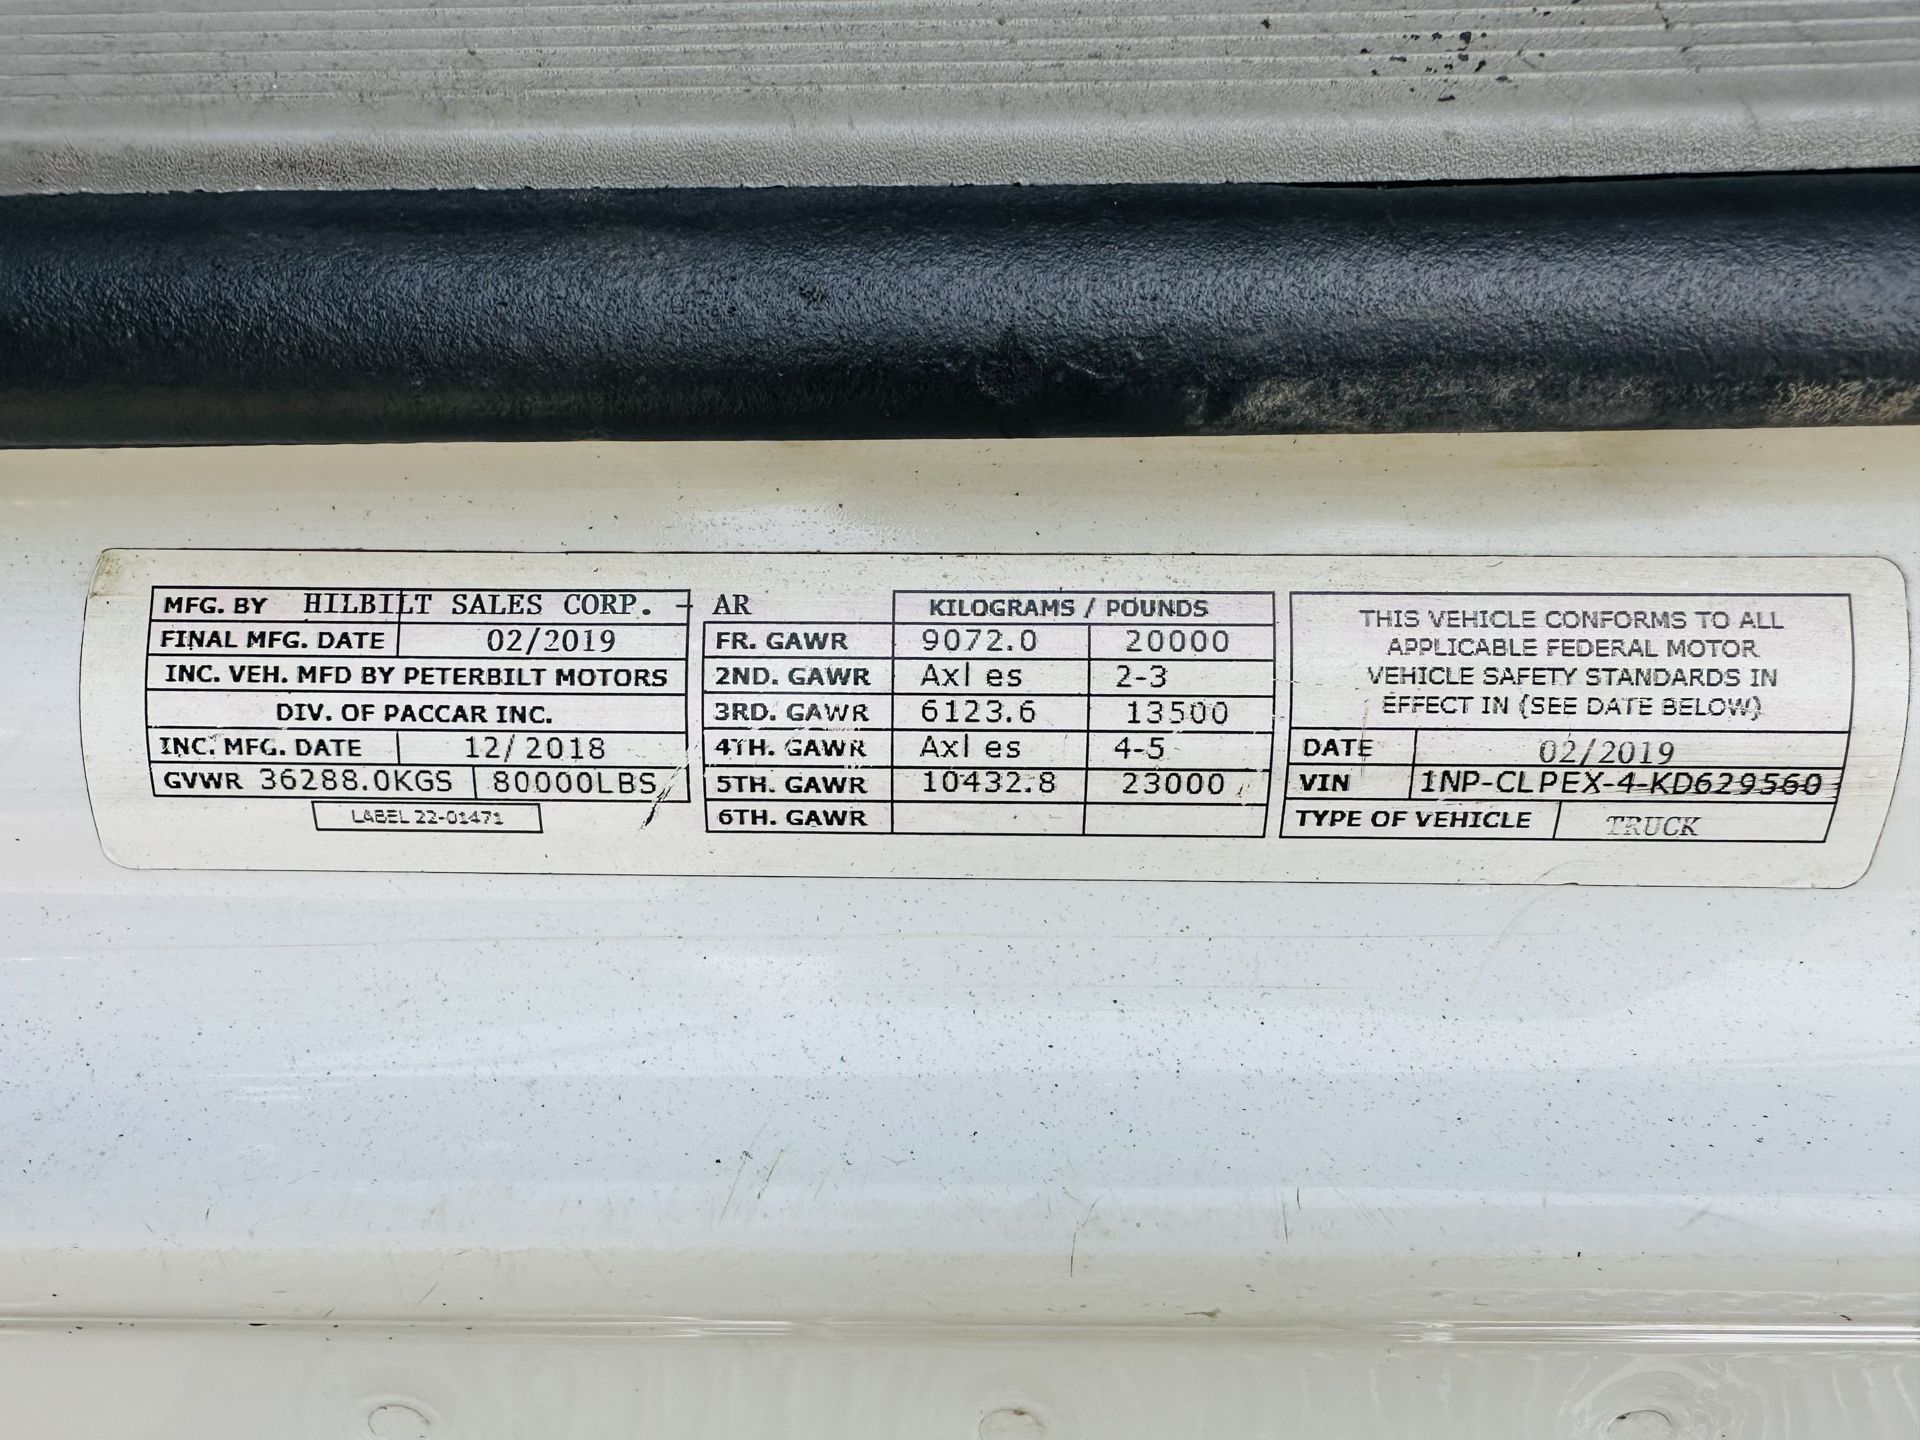 MFG. BY HILBILT SALES CORP. - AR
FINAL MFG. DATE 02/2019
INC. VEH. MFD BY PETERBILT MOTORS
DIV. OF PACCAR INC.
INC. MFG. DATE 12/2018
GVWR 36288.0KGS 80000LBS
LABEL 22-01471
KILOGRAMS / POUNDS
FR. GAWR 9072.0 20000
2ND. GAWR Axles 2-3
3RD. GAWR 6123.6 13500
4TH. GAWR Axles 4-5
5TH. GAWR 10432.8 23000
6TH. GAWR
THIS VEHICLE CONFORMS TO ALL
APPLICABLE FEDERAL MOTOR
VEHICLE SAFETY STANDARDS IN
EFFECT IN (SEE DATE BELOW)
DATE 02/2019
VIN 1NP-CLPEX-4-KD629560
TYPE OF VEHICLE TRUCK